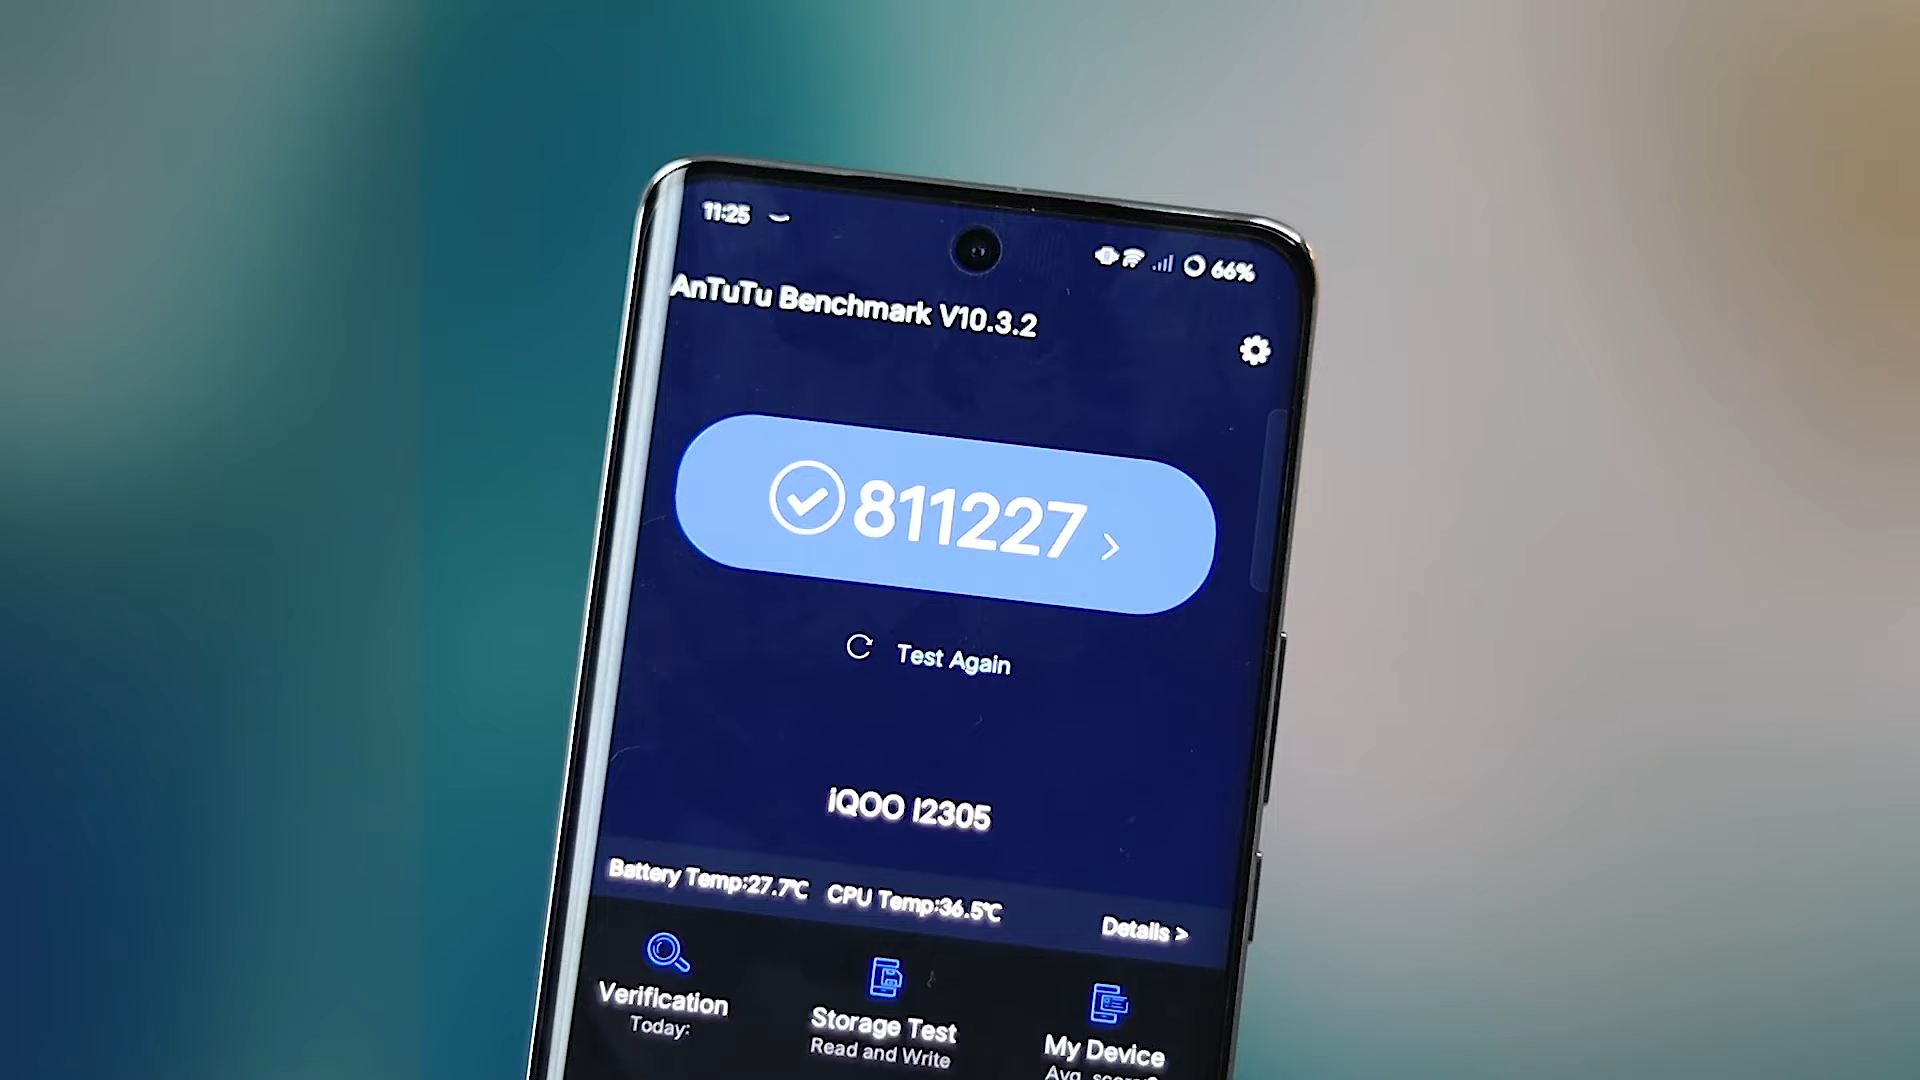 11:25
66%
AnTuTu Benchmark V10.3.2
811227 >
Test Again
iQOO I2305
Battery Temp:27.7℃ CPU Temp:36.5℃
Details >
Verification
Today:
Storage Test
Read and Write
My Device
Avg.